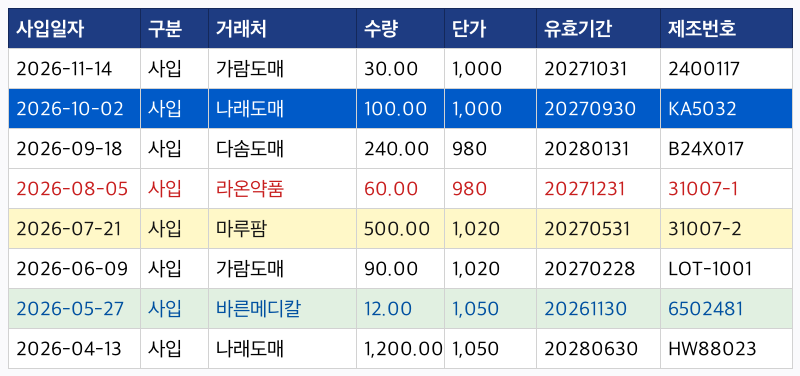 사입일자 구분 거래처 수량 단가 유효기간 제조번호
2026-11-14 사입 가람도매 30.00 1,000 20271031 2400117
2026-10-02 사입 나래도매 100.00 1,000 20270930 KA5032
2026-09-18 사입 다솜도매 240.00 980 20280131 B24X017
2026-08-05 사입 라온약품 60.00 980 20271231 31007-1
2026-07-21 사입 마루팜 500.00 1,020 20270531 31007-2
2026-06-09 사입 가람도매 90.00 1,020 20270228 LOT-1001
2026-05-27 사입 바른메디칼 12.00 1,050 20261130 6502481
2026-04-13 사입 나래도매 1,200.00 1,050 20280630 HW88023